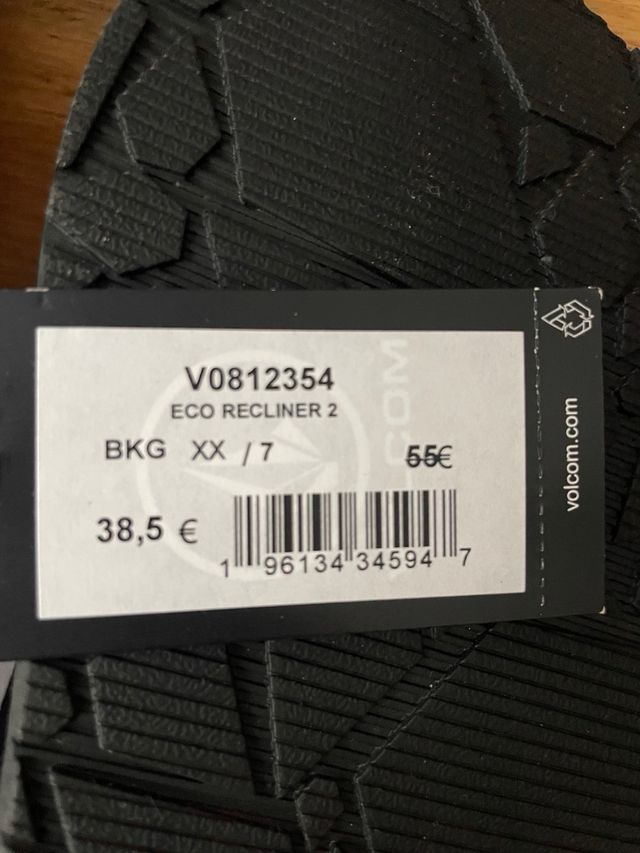 V0812354
ECO RECLINER 2
BKG XX / 7
55€
38,5 €
1 96134 34594 7
volcom.com